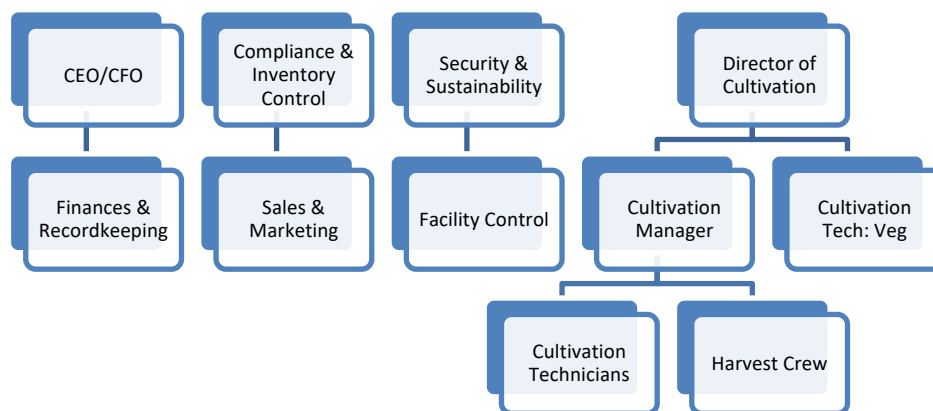 CEO/CFO
Compliance &
Inventory
Control
Security &
Sustainability
Director of
Cultivation
Finances &
Recordkeeping
Sales &
Marketing
Facility Control
Cultivation
Manager
Cultivation
Tech: Veg
Cultivation
Technicians
Harvest Crew